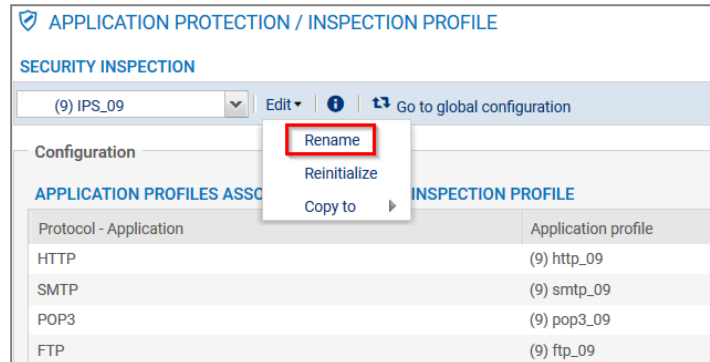 APPLICATION PROTECTION / INSPECTION PROFILE
SECURITY INSPECTION
(9) IPS_09 Edit Go to global configuration
Rename
Configuration
Reinitialize
APPLICATION PROFILES ASSO INSPECTION PROFILE
Copy to
Protocol - Application Application profile
HTTP (9) http_09
SMTP (9) smtp_09
POP3 (9) pop3_09
FTP (9) ftp_09